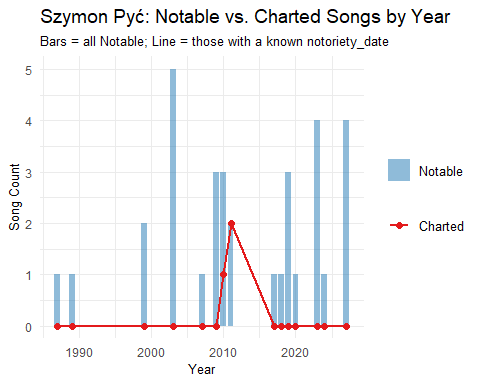 Szymon Pyć: Notable vs. Charted Songs by Year
Bars = all Notable; Line = those with a known notoriety_date
5
4
3
2
1
0
Song Count
1990
2000
2010
2020
Year
Notable
Charted